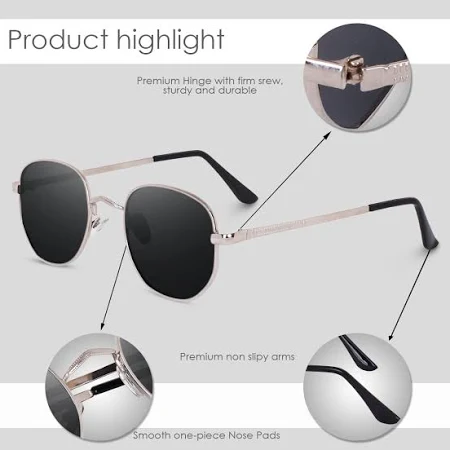 Product highlight
Premium Hinge with firm srew,
sturdy and durable
Premium non slipy arms
Smooth one-piece Nose Pads